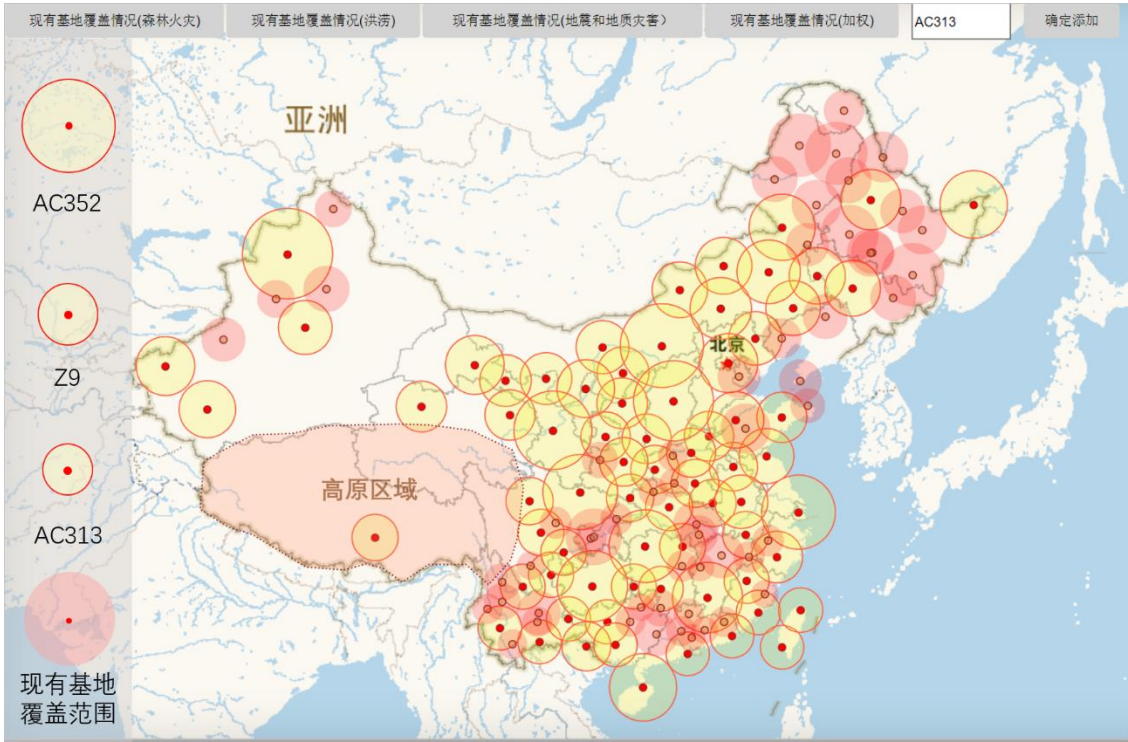 现有基地覆盖情况(森林火灾)
现有基地覆盖情况(洪涝)
现有基地覆盖情况(地震和地质灾害）
现有基地覆盖情况(加权)
AC313
确定添加
亚洲
AC352
北京
Z9
高原区域
AC313
现有基地
覆盖范围